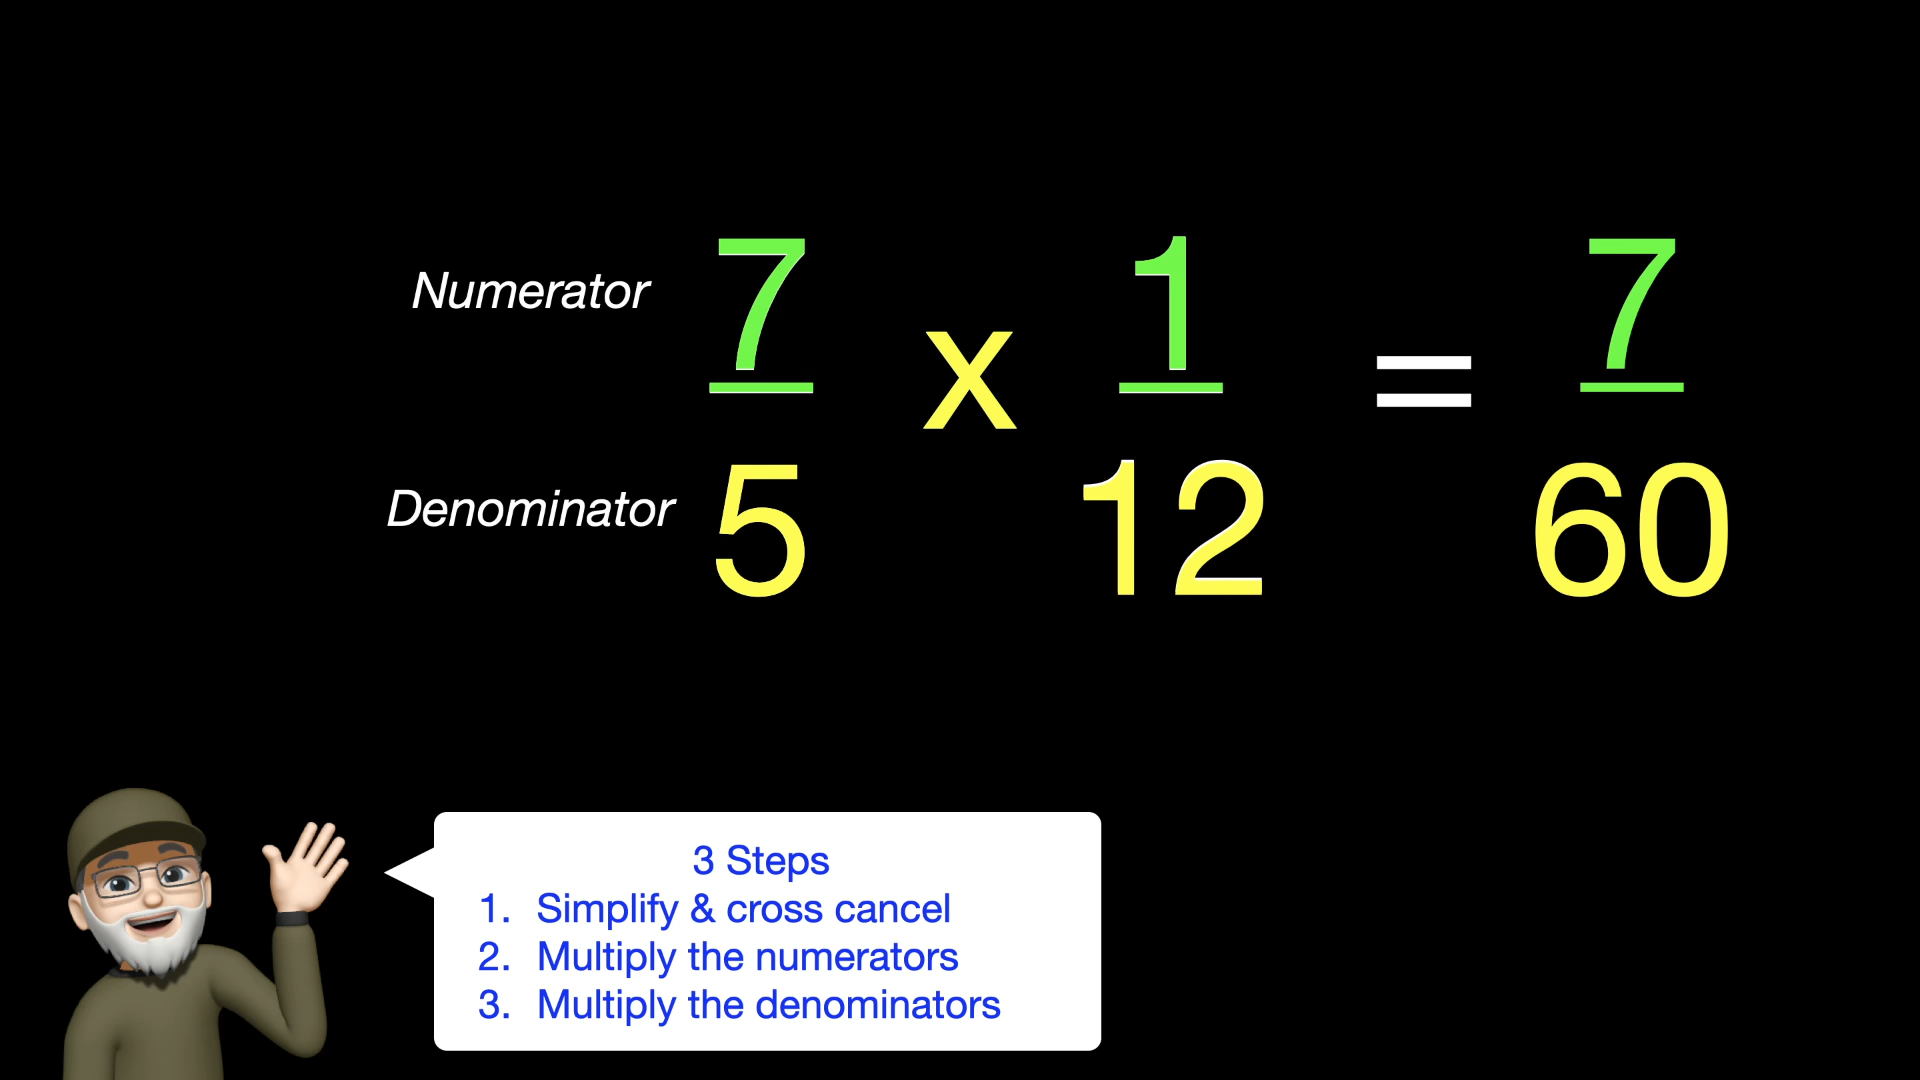 Numerator 7 1 7
x =
Denominator 5 12 60
3 Steps
1. Simplify & cross cancel
2. Multiply the numerators
3. Multiply the denominators